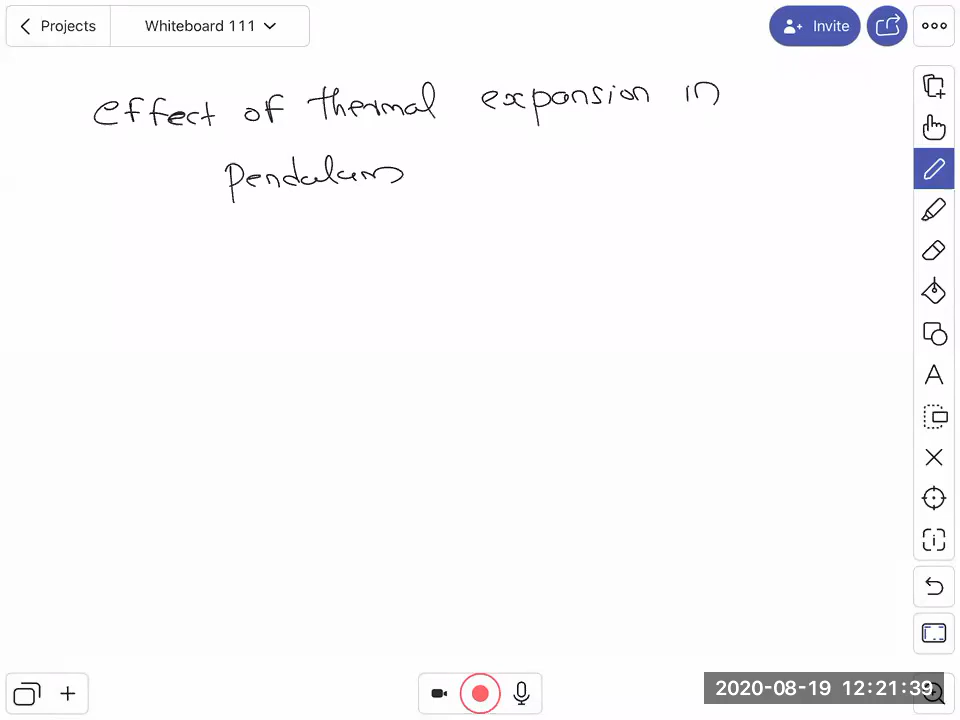 Projects
Whiteboard 111
Invite
effect of thermal expansion in
pendulum
A
2020-08-19 12:21:39